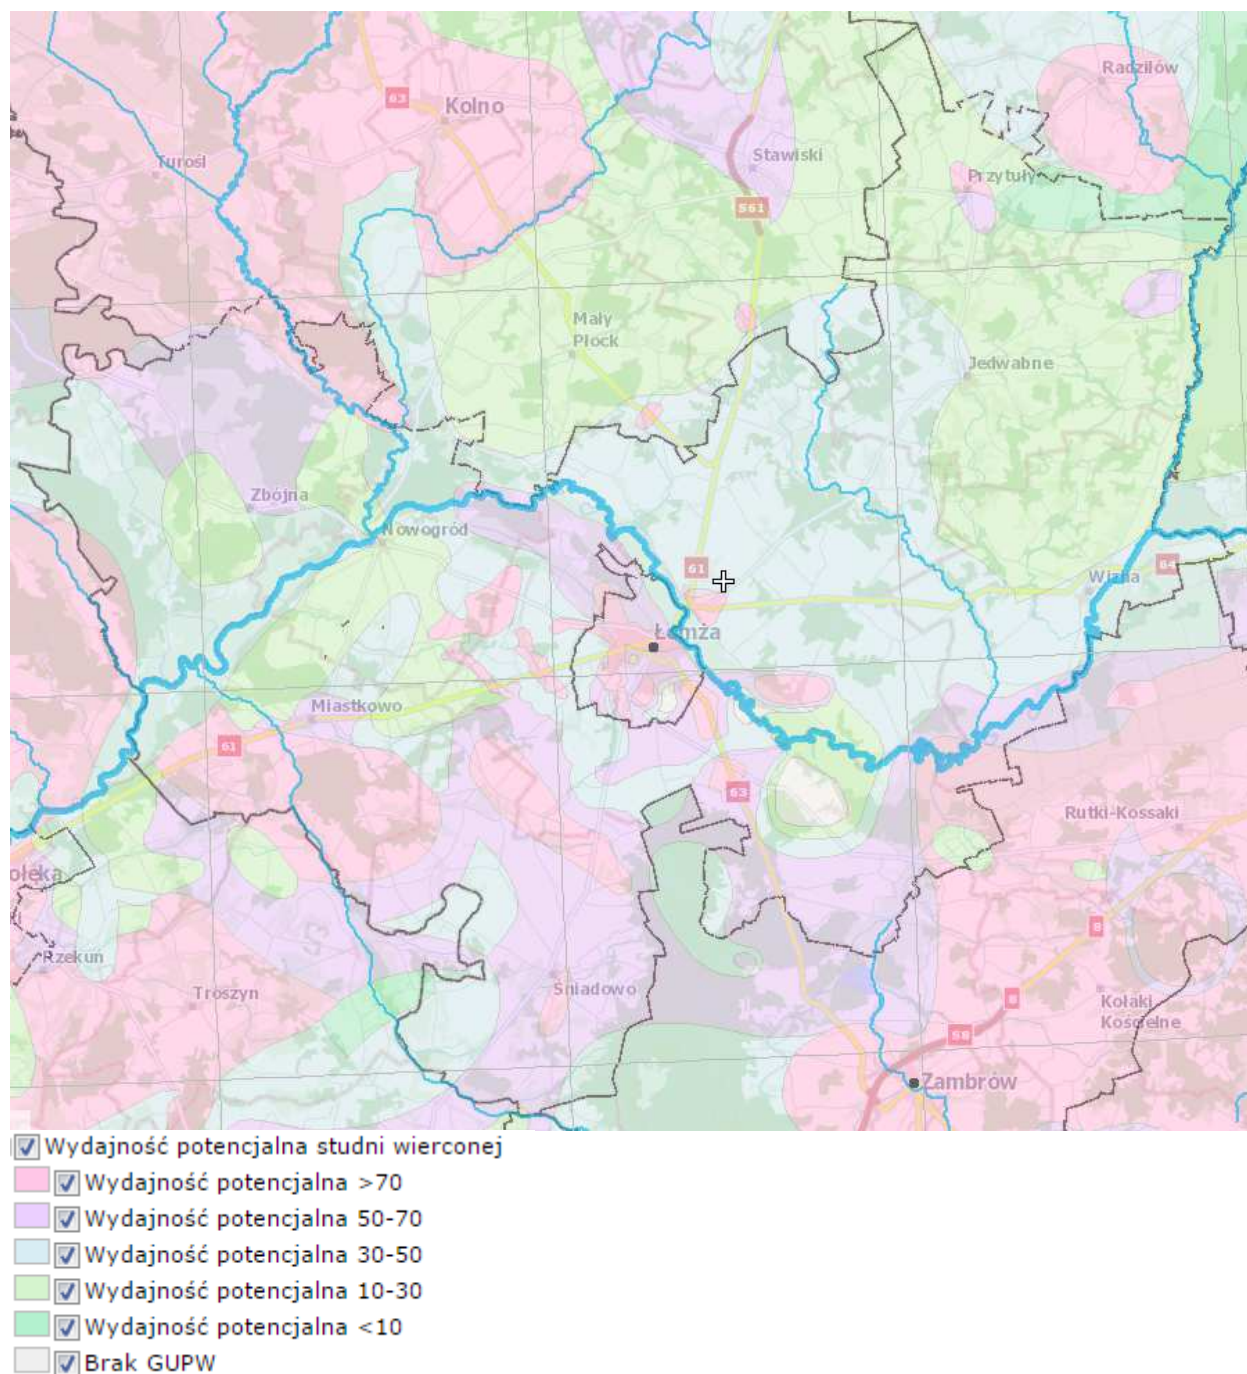 Radziłów
63
Kolno
Stawiski
Turośl
Przytuły
S61
Mały
Płock
Jedwabne
Zbójna
Nowogród
61
64
Wizna
Łomża
Miastkowo
61
63
Rutki-Kossaki
ołęka
8
Rzekuń
Troszyn
Śniadowo
8
Kołaki
Kościelne
S8
Zambrów
Wydajność potencjalna studni wierconej
Wydajność potencjalna >70
Wydajność potencjalna 50-70
Wydajność potencjalna 30-50
Wydajność potencjalna 10-30
Wydajność potencjalna <10
Brak GUPW